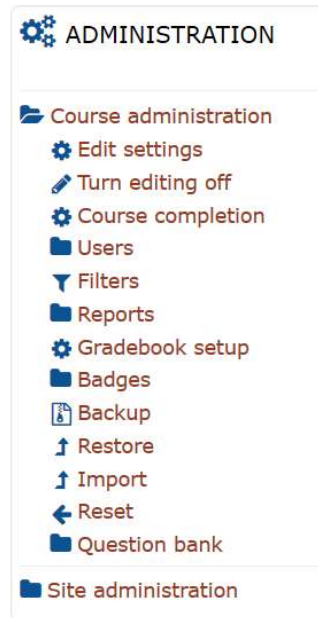 ADMINISTRATION
Course administration
Edit settings
Turn editing off
Course completion
Users
Filters
Reports
Gradebook setup
Badges
Backup
Restore
Import
Reset
Question bank
Site administration